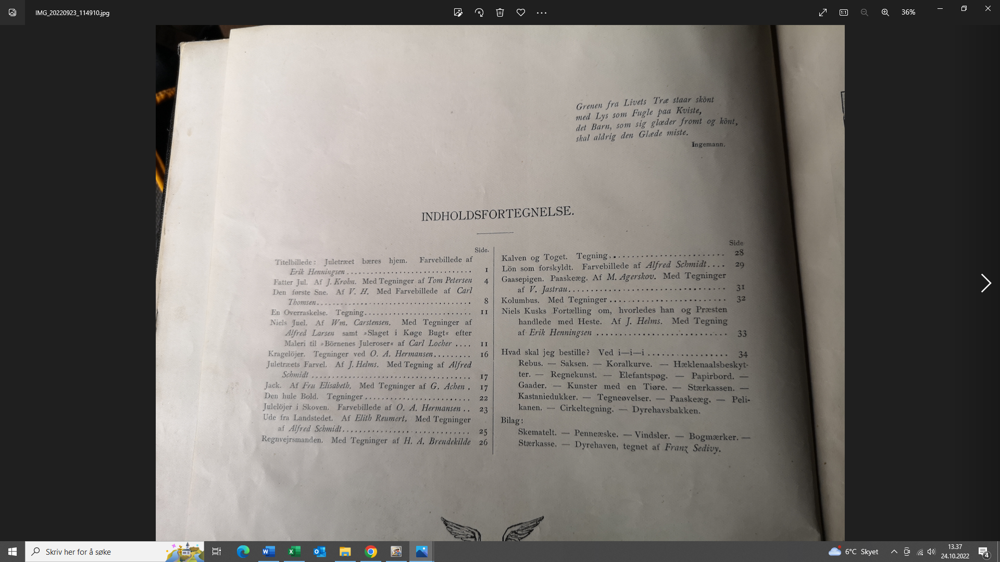 IMG_20220923_114910.jpg
36%
Grenen fra Livets Træ staar skönt
med Lys som Fugle paa Kviste,
det Barn, som sig glæder fromt og könt,
skal aldrig den Glæde miste.
Ingemann.
INDHOLDSFORTEGNELSE.
Side.
Titelbillede: Juletræet bæres hjem. Farvebillede af
Erik Henningsen .............................. 1
Fatter Jul. Af J. Krohn. Med Tegninger af Tom Petersen 4
Den første Sne. Af V. H. Med Farvebillede af Carl
Thomsen..................................... 8
En Overraskelse. Tegning.......................... 11
Niels Juel. Af Wm. Carstensen. Med Tegninger af
Alfred Larsen samt »Slaget i Køge Bugt« efter
Maleri til »Börnenes Juleroser« af Carl Locher .... 11
Kragelöjer. Tegninger ved O. A. Hermansen......... 16
Juletræets Farvel. Af J. Helms. Med Tegning af Alfred
Schmidt ...................................... 17
Jack. Af Fru Elisabeth. Med Tegninger af G. Achen . 17
Den hule Bold. Tegninger.......................... 22
Julelöjer i Skoven. Farvebillede af O. A. Hermansen .. 23
Ude fra Landstedet. Af Elith Reumert. Med Tegninger
af Alfred Schmidt............................... 25
Regnvejrsmanden. Med Tegninger af H. A. Brendekilde 26
Side
Kalven og Toget. Tegning............................ 28
Lön som forskyldt. Farvebillede af Alfred Schmidt.... 29
Gaasepigen. Paaskeæg. Af M. Agerskov. Med Tegninger
af V. Jastrau...................................... 31
Kolumbus. Med Tegninger............................ 32
Niels Kusks Fortælling om, hvorledes han og Præsten
handlede med Heste. Af J. Helms. Med Tegning
af Erik Henningsen ............................... 33
Hvad skal jeg bestille? Ved i—i—i .................... 34
Rebus. — Saksen. — Koralkurve. — Hæklenaalsbeskyt-
ter. — Regnekunst. — Elefantspøg. — Papirbord. —
Gaader. — Kunster med en Tiøre. — Stærkassen. —
Kastaniedukker. — Tegneøvelser. — Paaskeæg. — Peli-
kanen. — Cirkeltegning. — Dyrehavsbakken.
Bilag:
Skematelt. — Penneæske. — Vindsler. — Bogmærker. —
Stærkasse. — Dyrehaven, tegnet af Franz Sedivy.
Skriv her for å søke
6°C Skyet
13.37
24.10.2022
4